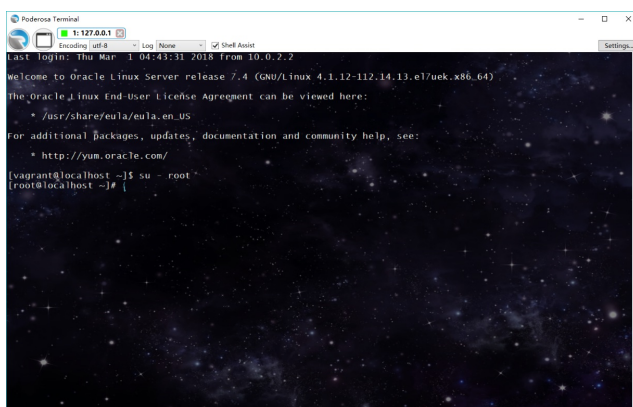 Poderosa Terminal
1: 127.0.0.1
Encoding utf-8 Log None Shell Assist Settings...
Last login: Thu Mar 1 04:43:31 2018 from 10.0.2.2
Welcome to Oracle Linux Server release 7.4 (GNU/Linux 4.1.12-112.14.13.el7uek.x86_64)
The Oracle Linux End-User License Agreement can be viewed here:
* /usr/share/eula/eula.en_US
For additional packages, updates, documentation and community help, see:
* http://yum.oracle.com/
[vagrant@localhost ~]$ su - root
[root@localhost ~]#